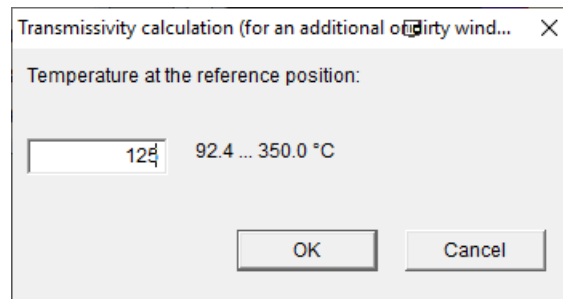 Transmissivity calculation (for an additional or dirty wind...
Temperature at the reference position:
125 92.4 ... 350.0 °C
OK Cancel